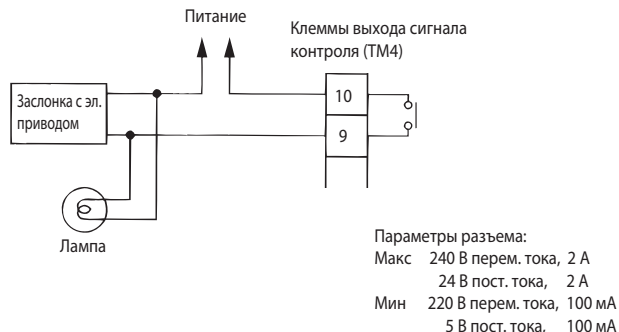 Питание
Клеммы выхода сигнала
контроля (TM4)
Заслонка с эл.
приводом
10
9
Лампа
Параметры разъема:
Макс 240 В перем. тока, 2 А
24 В пост. тока, 2 А
Мин 220 В перем. тока, 100 мА
5 В пост. тока, 100 мА